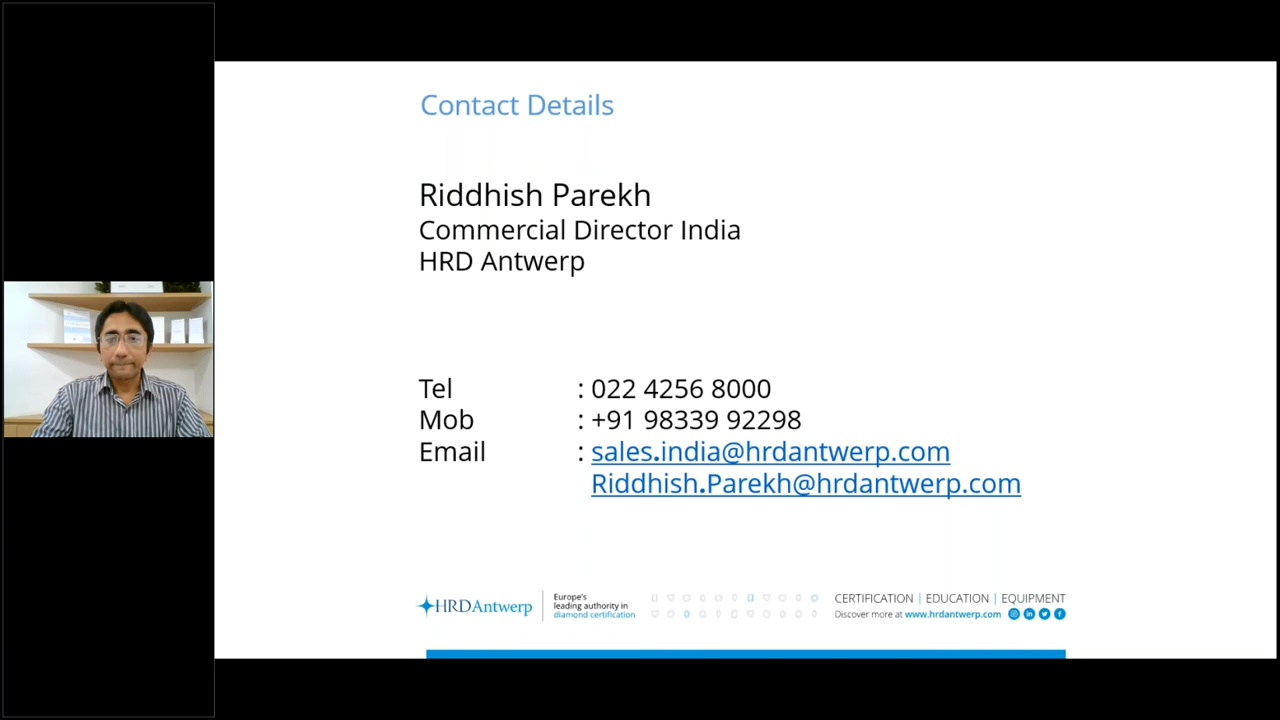 Contact Details
Riddhish Parekh
Commercial Director India
HRD Antwerp
Tel : 022 4256 8000
Mob : +91 98339 92298
Email : sales.india@hrdantwerp.com
Riddhish.Parekh@hrdantwerp.com
HRDAntwerp
Europe's
leading authority in
diamond certification
CERTIFICATION | EDUCATION | EQUIPMENT
Discover more at www.hrdantwerp.com